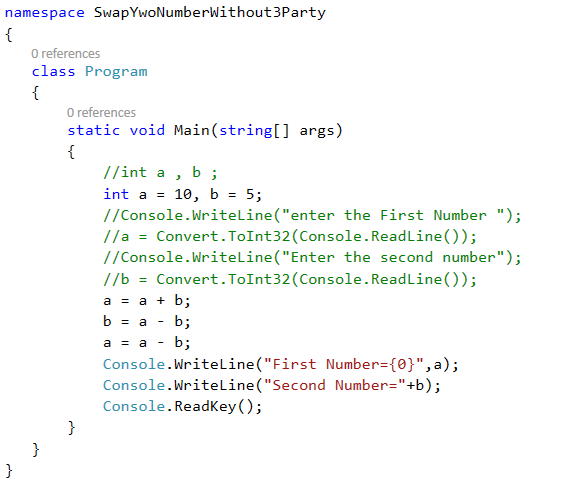 namespace SwapYwoNumberWithout3Party
{
0 references
class Program
{
0 references
static void Main(string[] args)
{
//int a , b ;
int a = 10, b = 5;
//Console.WriteLine("enter the First Number ");
//a = Convert.ToInt32(Console.ReadLine());
//Console.WriteLine("Enter the second number");
//b = Convert.ToInt32(Console.ReadLine());
a = a + b;
b = a - b;
a = a - b;
Console.WriteLine("First Number={0}",a);
Console.WriteLine("Second Number="+b);
Console.ReadKey();
}
}
}